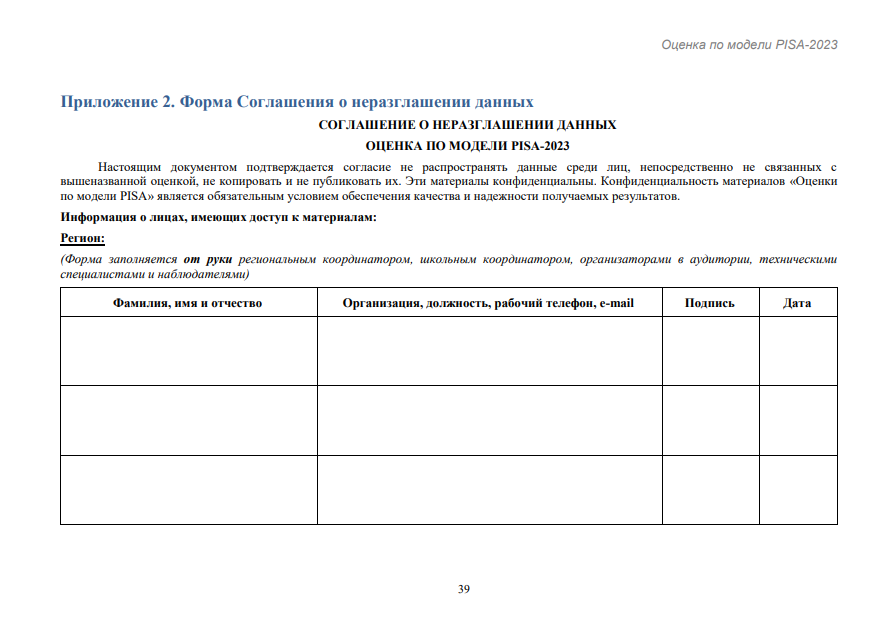 Оценка по модели PISA-2023
Приложение 2. Форма Соглашения о неразглашении данных
СОГЛАШЕНИЕ О НЕРАЗГЛАШЕНИИ ДАННЫХ
ОЦЕНКА ПО МОДЕЛИ PISA-2023
Настоящим документом подтверждается согласие не распространять данные среди лиц, непосредственно не связанных с
вышеназванной оценкой, не копировать и не публиковать их. Эти материалы конфиденциальны. Конфиденциальность материалов «Оценки
по модели PISA» является обязательным условием обеспечения качества и надежности получаемых результатов.
Информация о лицах, имеющих доступ к материалам:
Регион:
(Форма заполняется от руки региональным координатором, школьным координатором, организаторами в аудитории, техническими
специалистами и наблюдателями)
Фамилия, имя и отчество Организация, должность, рабочий телефон, e-mail Подпись Дата
39